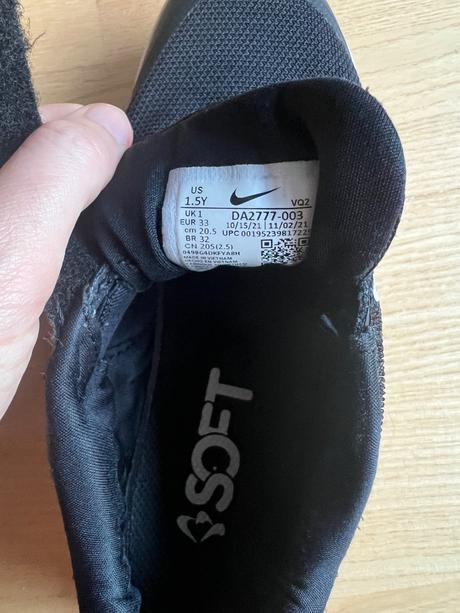 US
1.5Y VQ2
UK 1 DA2777-003
EUR 33 10/15/21 11/02/21
cm 20.5 UPC 00195239817225
BR 32
CN 205(2.5)
MADE IN VIETNAM
SOFT